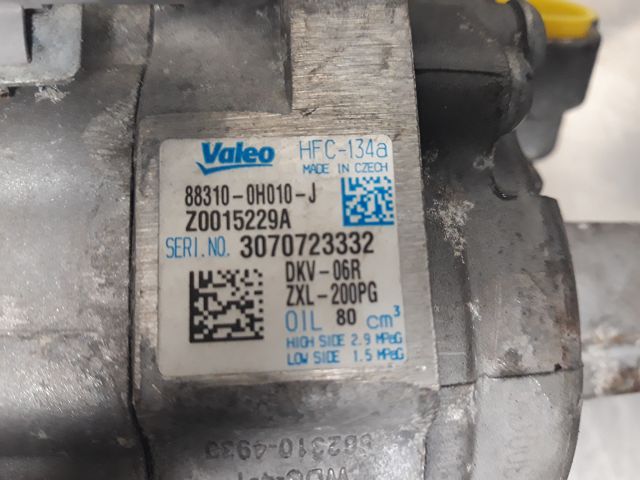 Valeo HFC-134a
MADE IN CZECH
88310-0H010-J
Z0015229A
SERI.NO. 3070723332
DKV-06R
ZXL-200PG
OIL 80 cm³
HIGH SIDE 2.9 MPaG
LOW SIDE 1.5 MPaG